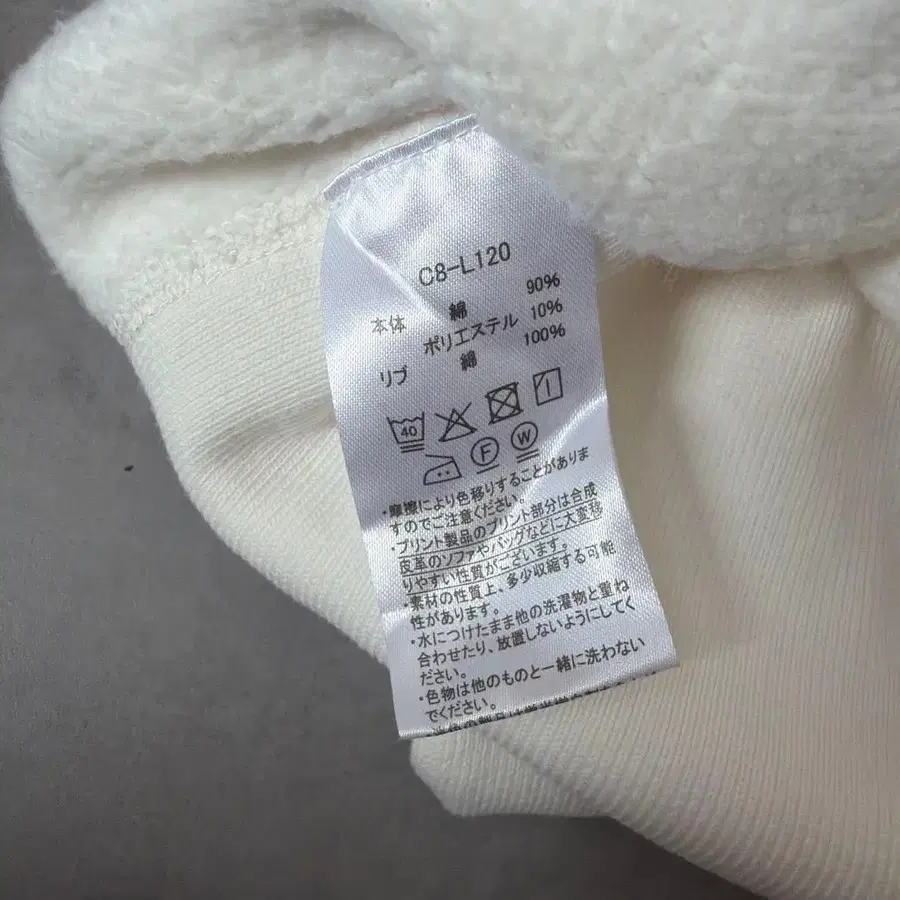 C8-L120
本体 綿 90%
ポリエステル 10%
リブ 綿 100%
40
F W
・摩擦により色移りすることがありま
すのでご注意ください。
・プリント製品のプリント部分は合成
皮革のソファやバッグなどに大変移
りやすい性質がございます。
・素材の性質上、多少収縮する可能
性があります。
・水につけたまま他の洗濯物と重ね
合わせたり、放置しないようにしてく
ださい。
・色物は他のものと一緒に洗わない
でください。